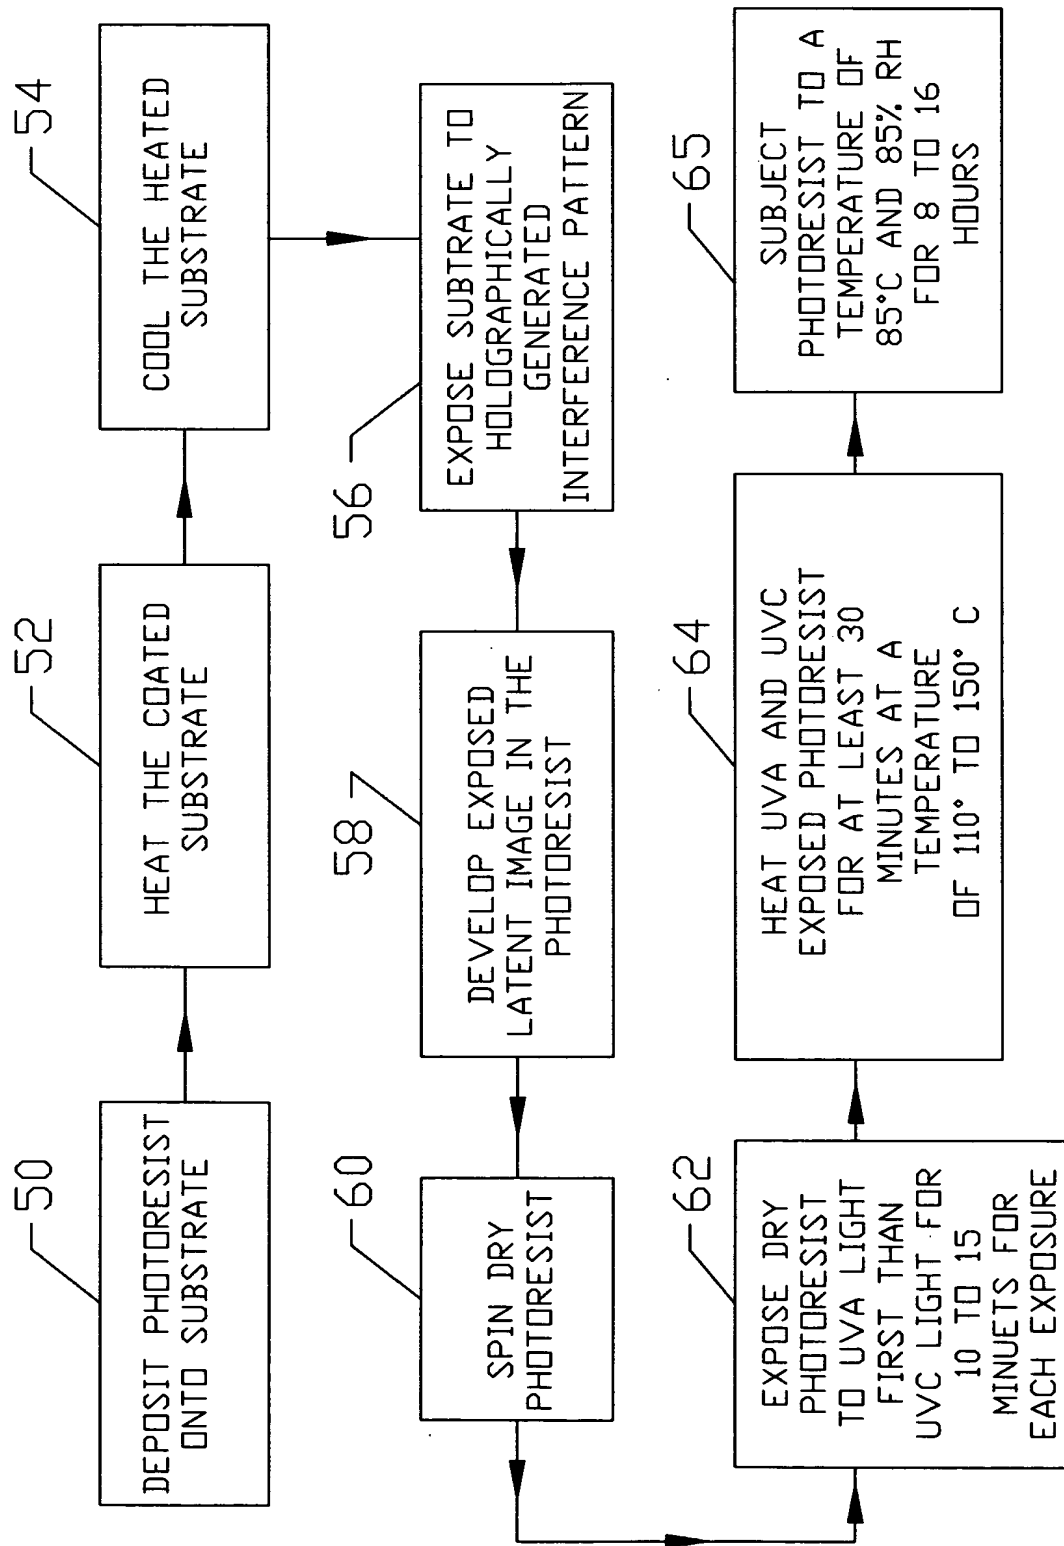 50
DEPOSIT PHOTORESIST
ONTO SUBSTRATE
52
HEAT THE COATED
SUBSTRATE
54
COOL THE HEATED
SUBSTRATE
56
EXPOSE SUBTRATE TO
HOLOGRAPHICALLY
GENERATED
INTERFERENCE PATTERN
58
DEVELOP EXPOSED
LATENT IMAGE IN THE
PHOTORESIST
60
SPIN DRY
PHOTORESIST
62
EXPOSE DRY
PHOTORESIST
TO UVA LIGHT
FIRST THAN
UVC LIGHT FOR
10 TO 15
MINUETS FOR
EACH EXPOSURE
64
HEAT UVA AND UVC
EXPOSED PHOTORESIST
FOR AT LEAST 30
MINUTES AT A
TEMPERATURE
OF 110° TO 150° C
65
SUBJECT
PHOTORESIST TO A
TEMPERATURE OF
85°C AND 85% RH
FOR 8 TO 16
HOURS